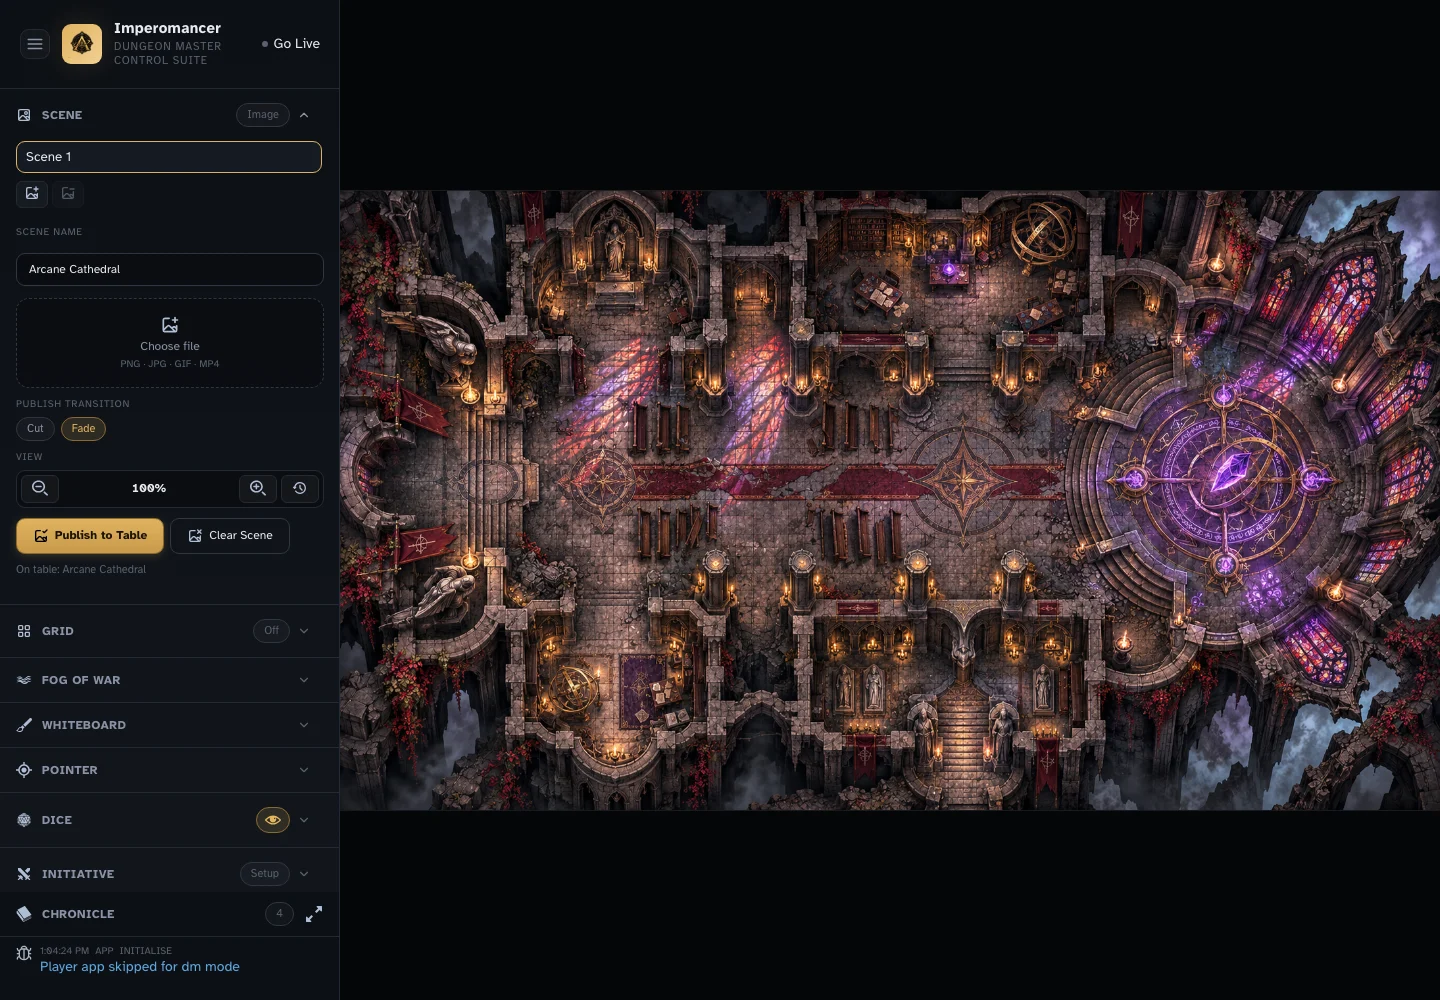 Imperomancer
DUNGEON MASTER
CONTROL SUITE
Go Live
SCENE
Image
Scene 1
SCENE NAME
Arcane Cathedral
Choose file
PNG · JPG · GIF · MP4
PUBLISH TRANSITION
Cut
Fade
VIEW
100%
Publish to Table
Clear Scene
On table: Arcane Cathedral
GRID
Off
FOG OF WAR
WHITEBOARD
POINTER
DICE
INITIATIVE
Setup
CHRONICLE
4
1:04:24 PM APP INITIALISE
Player app skipped for dm mode